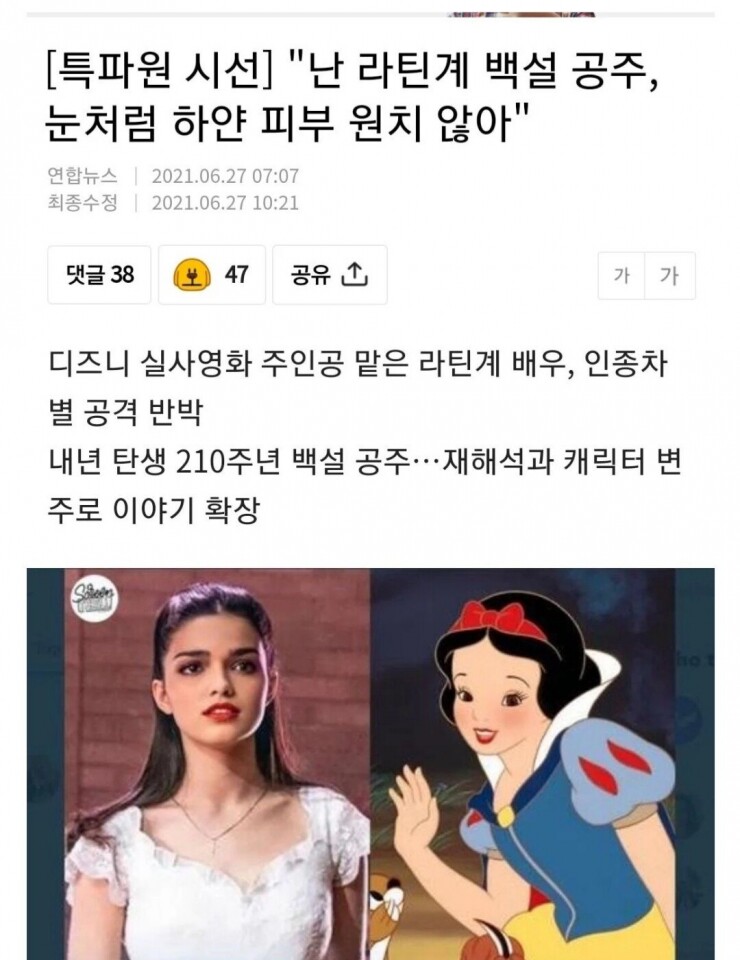 [특파원 시선] "난 라틴계 백설 공주,
눈처럼 하얀 피부 원치 않아"
연합뉴스 | 2021.06.27 07:07
최종수정 | 2021.06.27 10:21
댓글 38 47 공유 가 가
디즈니 실사영화 주인공 맡은 라틴계 배우, 인종차
별 공격 반박
내년 탄생 210주년 백설 공주…재해석과 캐릭터 변
주로 이야기 확장
Screen